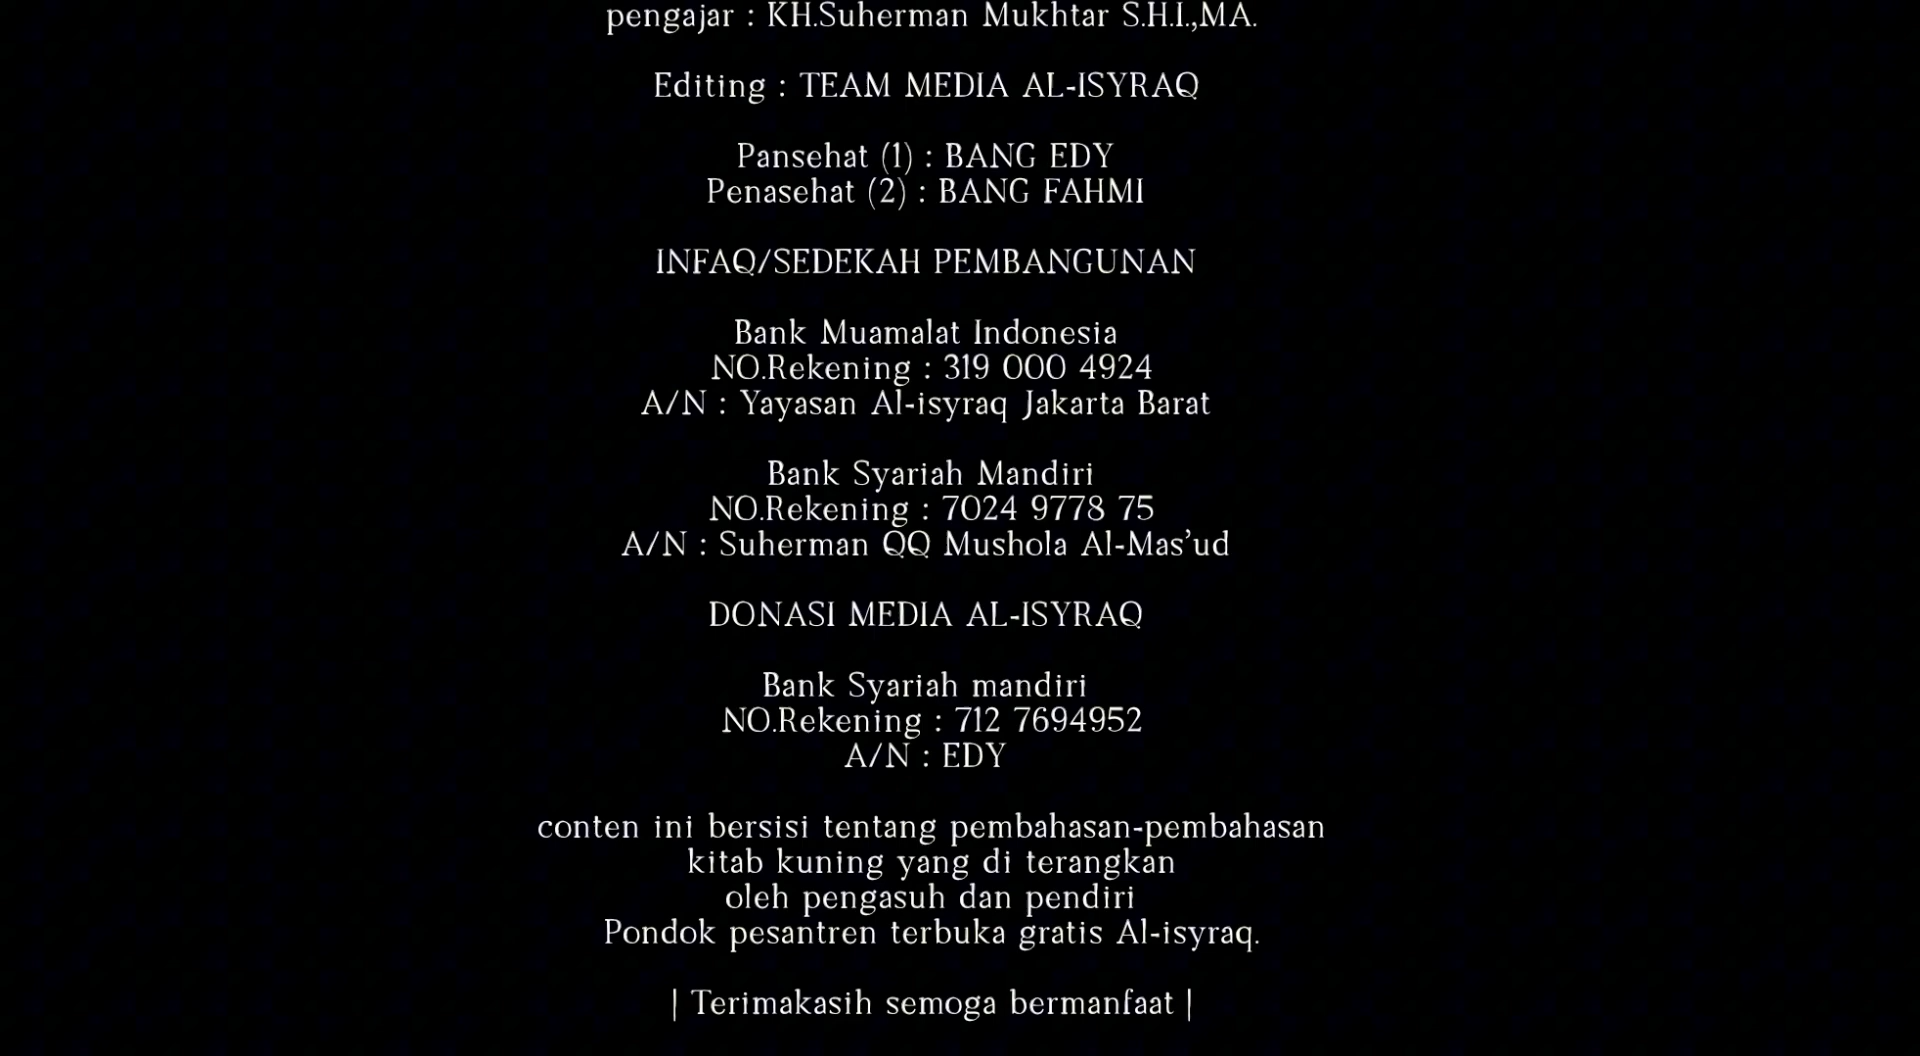 pengajar : KH.Suherman Mukhtar S.H.I.,MA.
Editing : TEAM MEDIA AL-ISYRAQ
Pansehat (1) : BANG EDY
Penasehat (2) : BANG FAHMI
INFAQ/SEDEKAH PEMBANGUNAN
Bank Muamalat Indonesia
NO.Rekening : 319 000 4924
A/N : Yayasan Al-isyraq Jakarta Barat
Bank Syariah Mandiri
NO.Rekening : 7024 9778 75
A/N : Suherman QQ Mushola Al-Mas’ud
DONASI MEDIA AL-ISYRAQ
Bank Syariah mandiri
NO.Rekening : 712 7694952
A/N : EDY
conten ini bersisi tentang pembahasan-pembahasan
kitab kuning yang di terangkan
oleh pengasuh dan pendiri
Pondok pesantren terbuka gratis Al-isyraq.
| Terimakasih semoga bermanfaat |